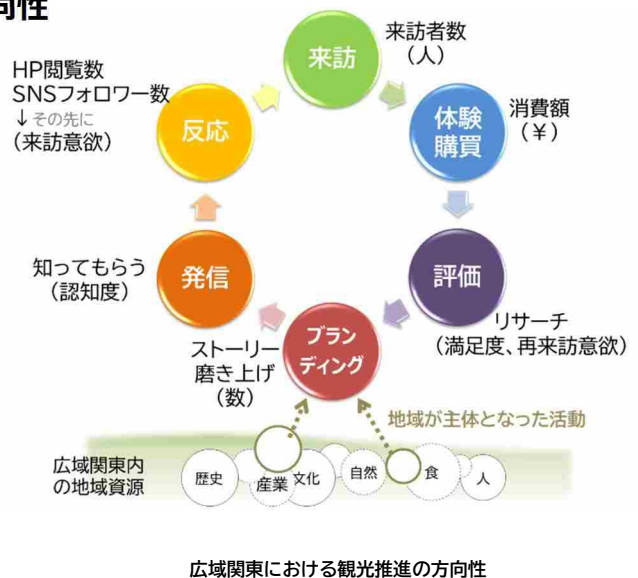 向性
来訪
来訪者数
（人）
HP閲覧数
SNSフォロワー数
↓その先に
（来訪意欲）
反応
体験
購買
消費額
（￥）
知ってもらう
（認知度）
発信
評価
リサーチ
（満足度、再来訪意欲）
ブラン
ディング
ストーリー
磨き上げ
（数）
地域が主体となった活動
広域関東内
の地域資源
歴史
産業
文化
自然
食
人
広域関東における観光推進の方向性